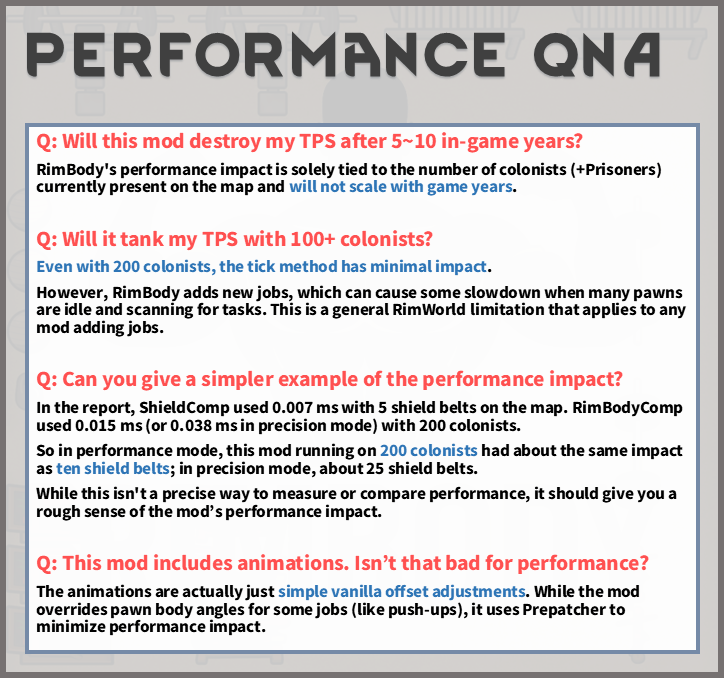 PERFORMANCE QNA
Q: Will this mod destroy my TPS after 5~10 in-game years?
RimBody's performance impact is solely tied to the number of colonists (+Prisoners)
currently present on the map and will not scale with game years.
Q: Will it tank my TPS with 100+ colonists?
Even with 200 colonists, the tick method has minimal impact.
However, RimBody adds new jobs, which can cause some slowdown when many pawns
are idle and scanning for tasks. This is a general RimWorld limitation that applies to any
mod adding jobs.
Q: Can you give a simpler example of the performance impact?
In the report, ShieldComp used 0.007 ms with 5 shield belts on the map. RimBodyComp
used 0.015 ms (or 0.038 ms in precision mode) with 200 colonists.
So in performance mode, this mod running on 200 colonists had about the same impact
as ten shield belts; in precision mode, about 25 shield belts.
While this isn't a precise way to measure or compare performance, it should give you a
rough sense of the mod’s performance impact.
Q: This mod includes animations. Isn’t that bad for performance?
The animations are actually just simple vanilla offset adjustments. While the mod
overrides pawn body angles for some jobs (like push-ups), it uses Prepatcher to
minimize performance impact.